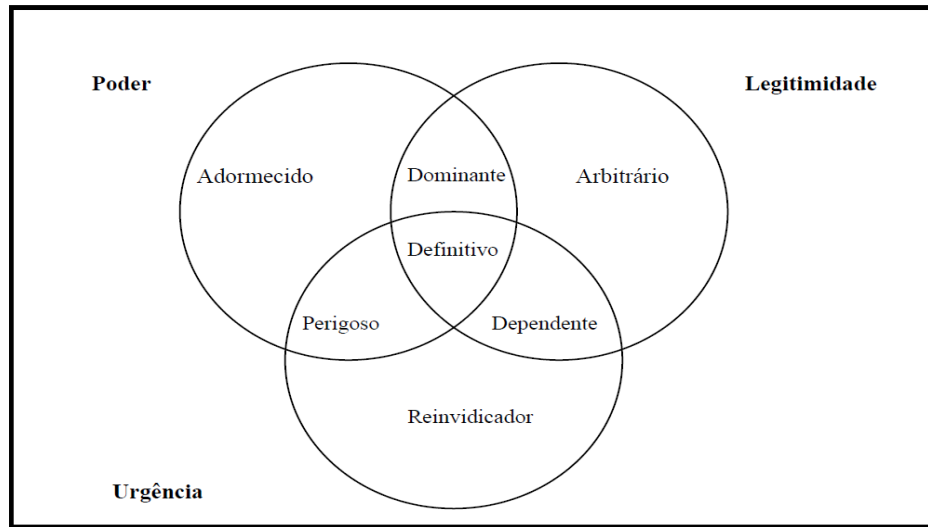 Poder
Legitimidade
Adormecido
Dominante
Arbitrário
Definitivo
Perigoso
Dependente
Reinvidicador
Urgência